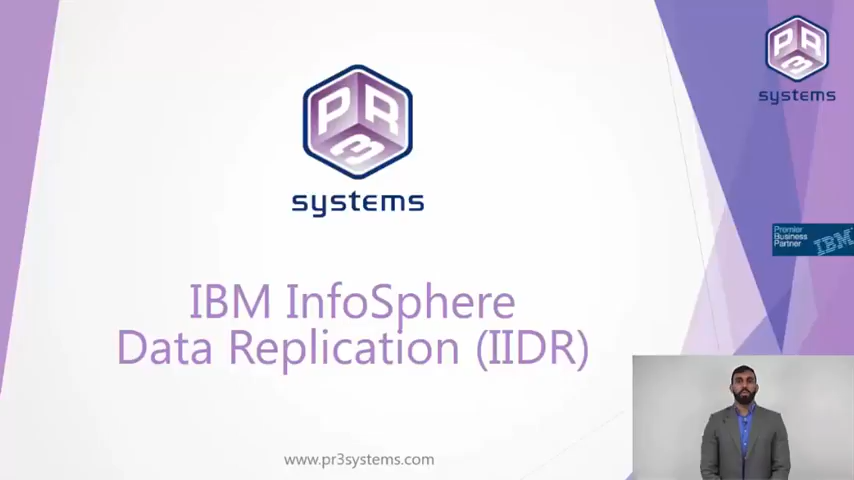 PR3
systems
PR3
systems
Premier
Business
Partner
IBM
IBM InfoSphere
Data Replication (IIDR)
www.pr3systems.com